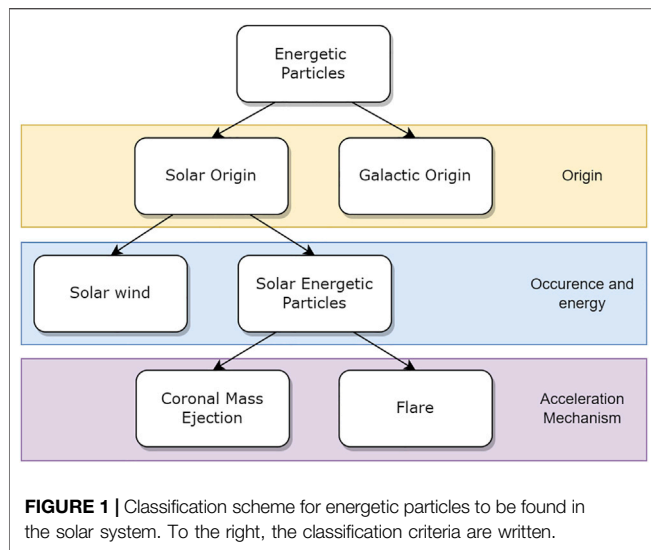 Energetic
Particles
Solar Origin
Galactic Origin
Origin
Solar wind
Solar Energetic
Particles
Occurence and
energy
Coronal Mass
Ejection
Flare
Acceleration
Mechanism
FIGURE 1 | Classification scheme for energetic particles to be found in
the solar system. To the right, the classification criteria are written.